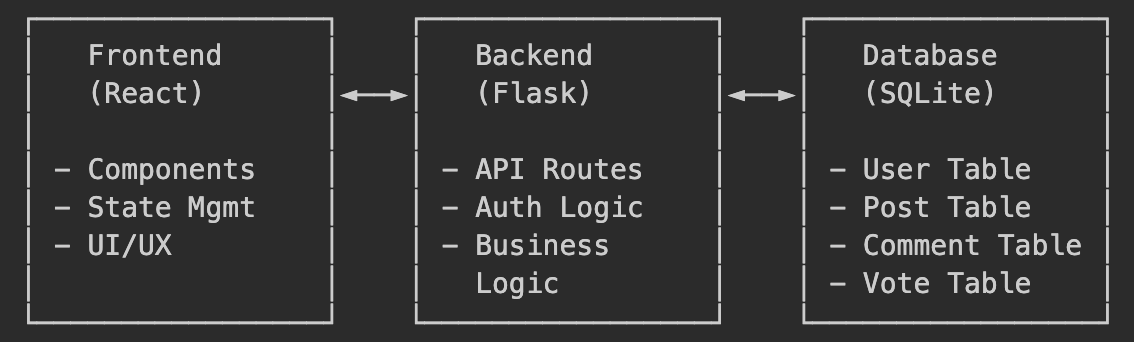 Frontend
(React)
- Components
- State Mgmt
- UI/UX
Backend
(Flask)
- API Routes
- Auth Logic
- Business
Logic
Database
(SQLite)
- User Table
- Post Table
- Comment Table
- Vote Table